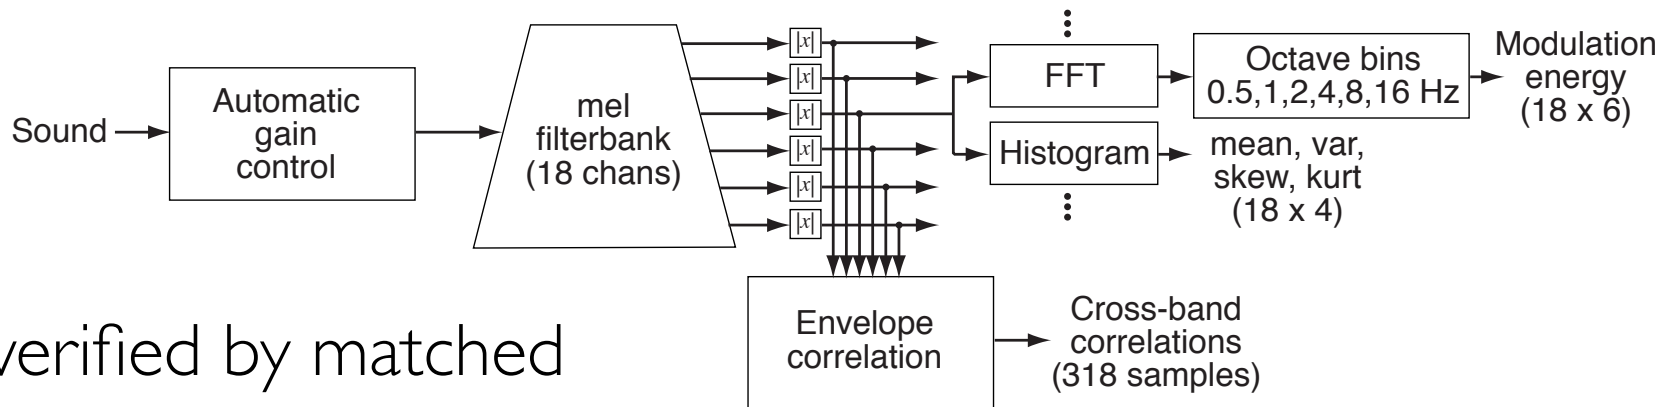 Sound
Automatic
gain
control
mel
filterbank
(18 chans)
|x|
|x|
|x|
|x|
|x|
|x|
FFT
Octave bins
0.5,1,2,4,8,16 Hz
Modulation
energy
(18 x 6)
Histogram
mean, var,
skew, kurt
(18 x 4)
Envelope
correlation
Cross-band
correlations
(318 samples)
verified by matched